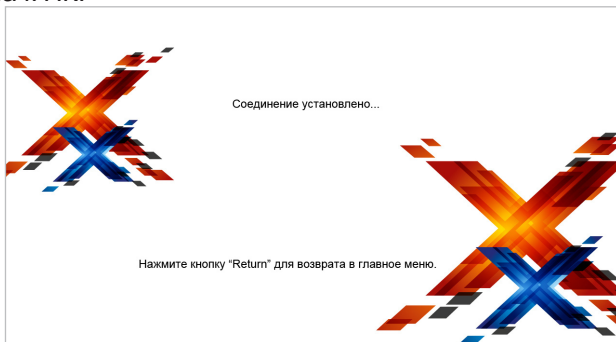 Соединение установлено...
Нажмите кнопку “Return” для возврата в главное меню.